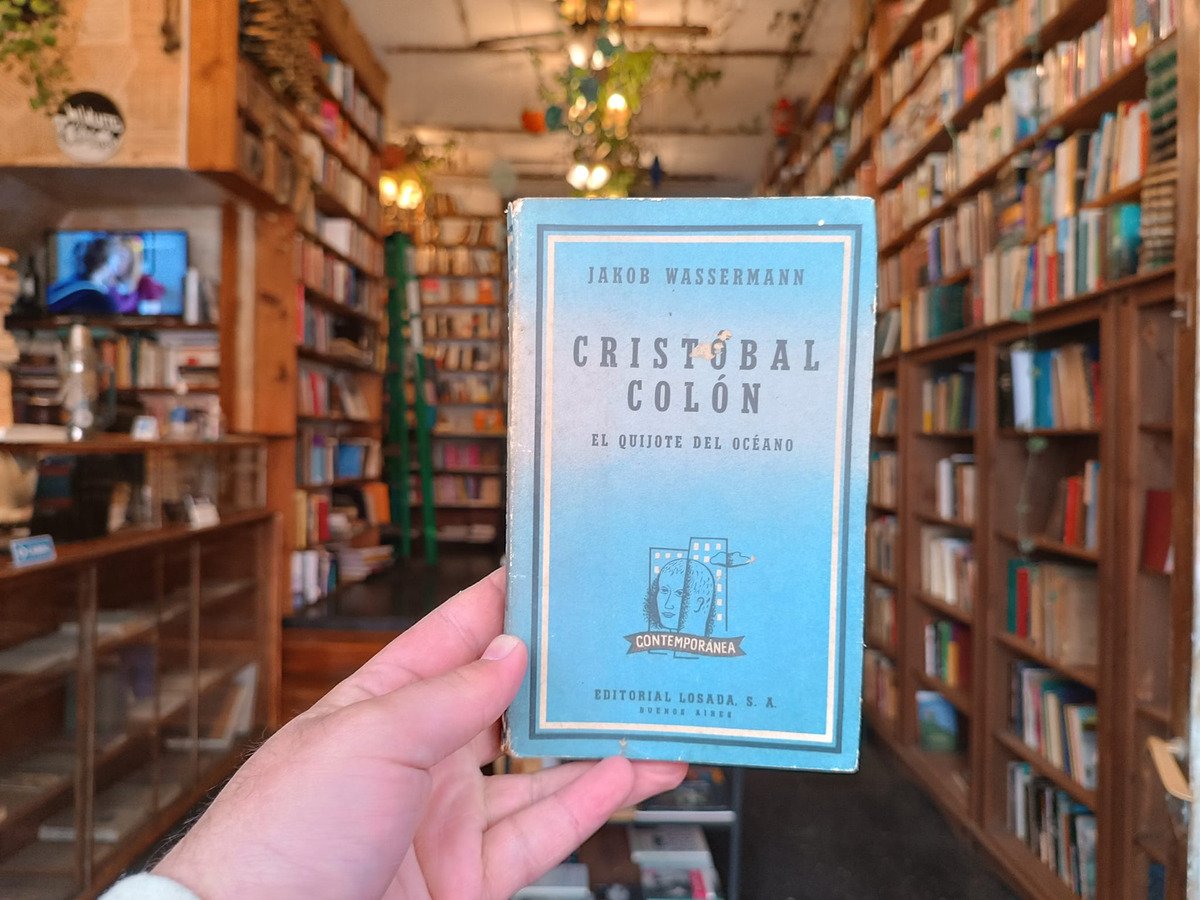 JAKOB WASSERMANN
CRISTÓBAL
COLÓN
EL QUIJOTE DEL OCÉANO
CONTEMPORÁNEA
EDITORIAL LOSADA, S. A.
BUENOS AIRES